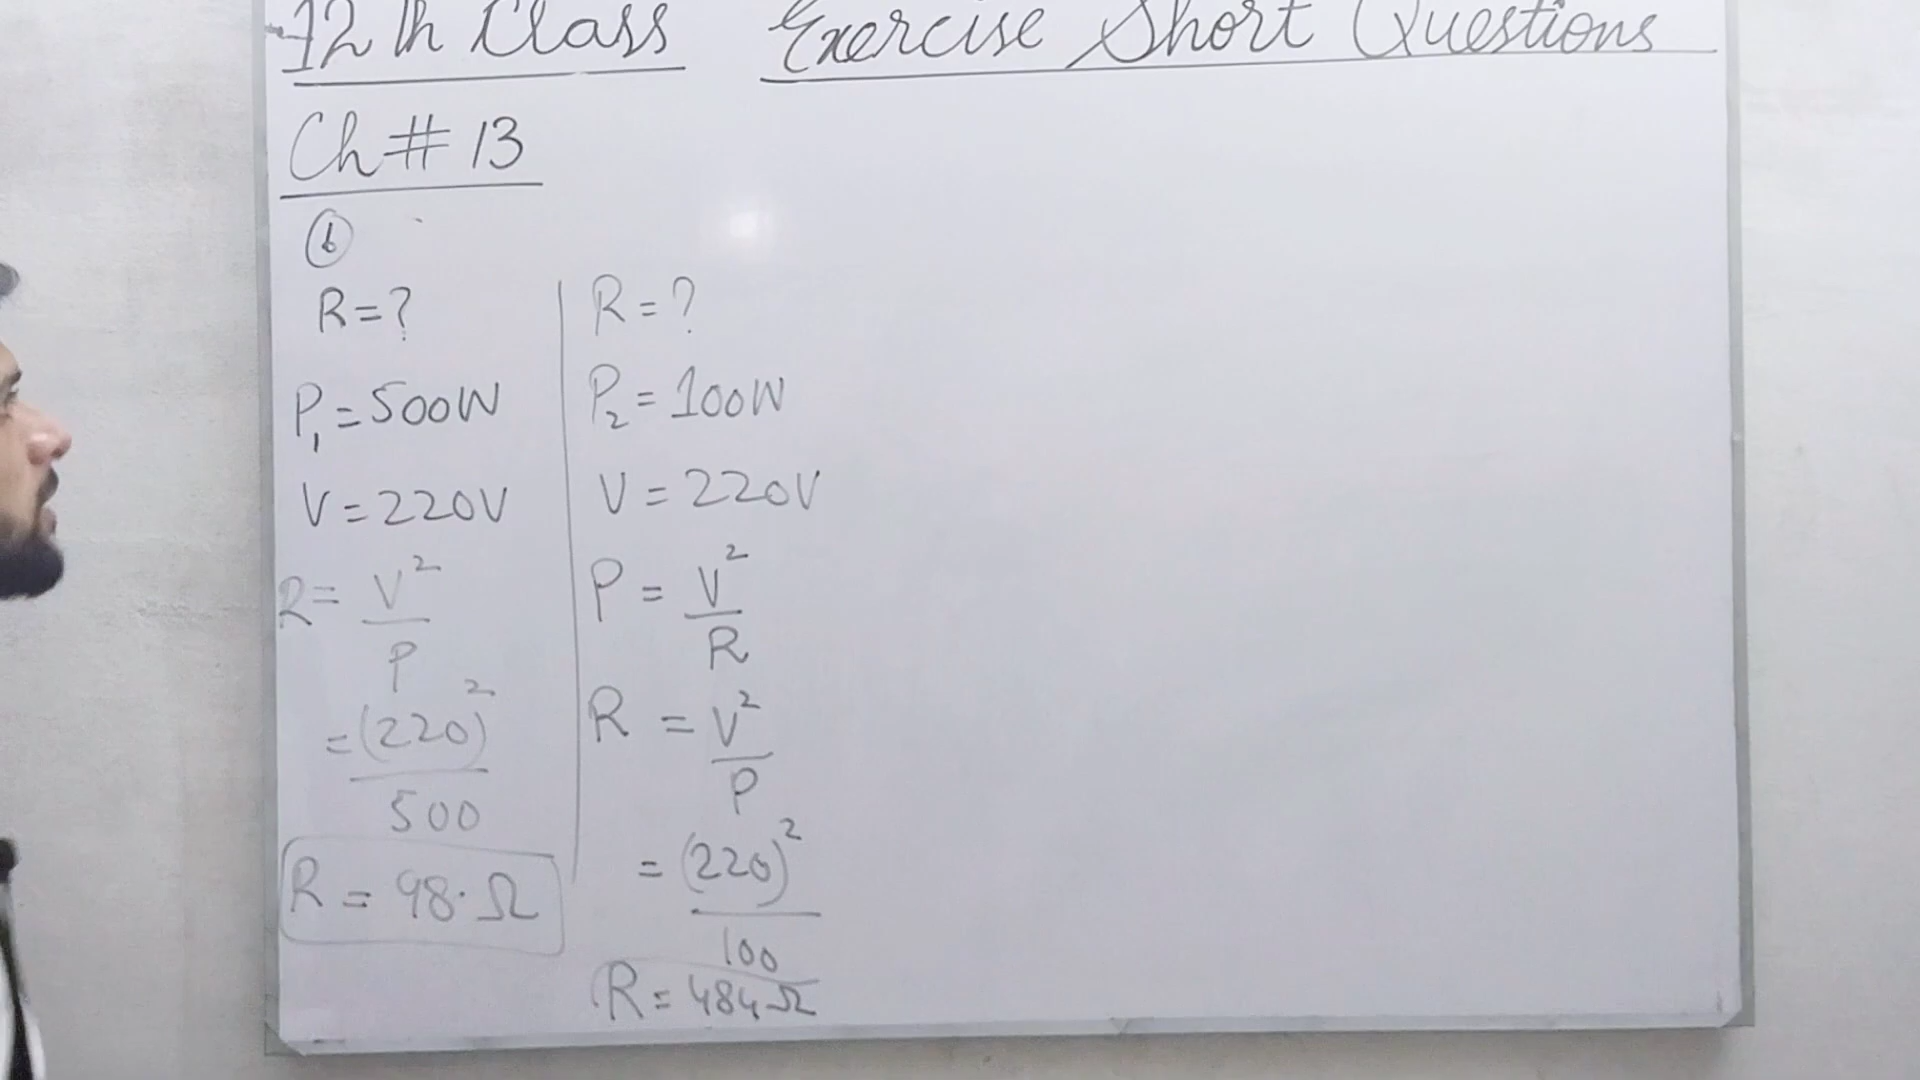 12th Class Exercise Short Questions
Ch # 13
6
R = ?
P₁ = 500W
V = 220V
R = V²/P
= (220)²/500
R = 98. Ω
R = ?
P₂ = 100W
V = 220V
P = V²/R
R = V²/P
= (220)²/100
R = 484 Ω